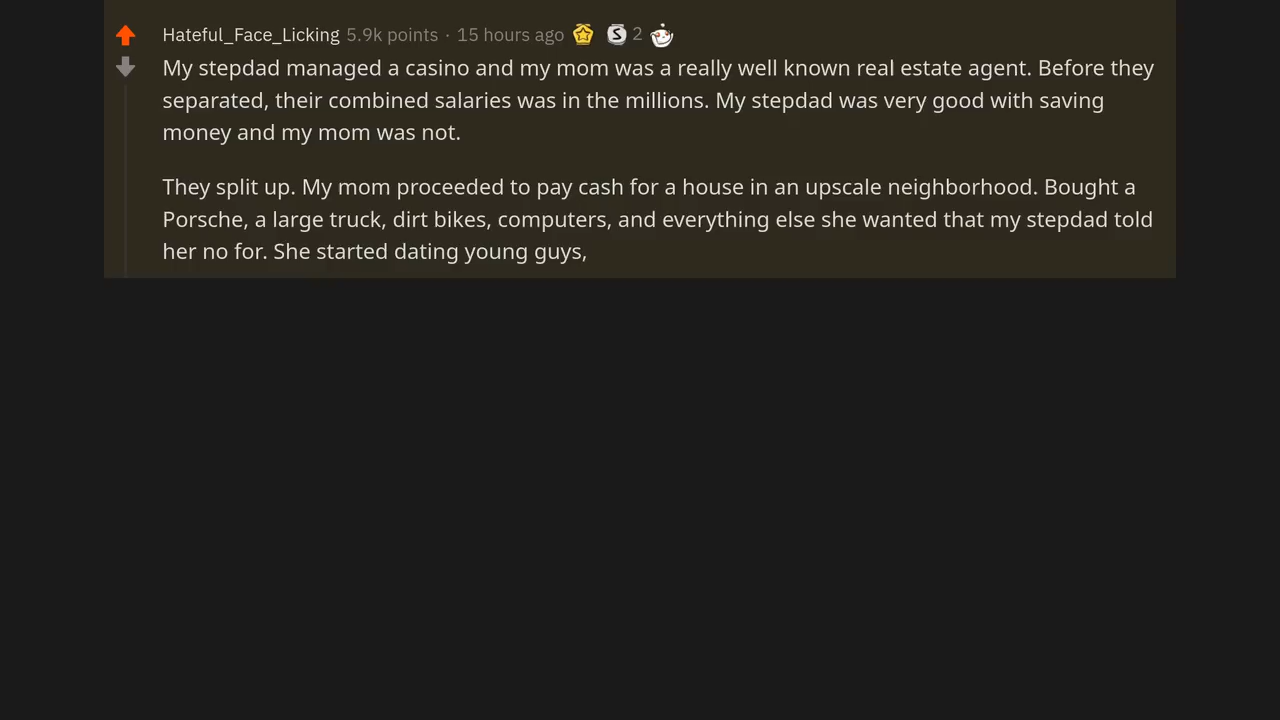 Hateful_Face_Licking 5.9k points · 15 hours ago 2
My stepdad managed a casino and my mom was a really well known real estate agent. Before they
separated, their combined salaries was in the millions. My stepdad was very good with saving
money and my mom was not.
They split up. My mom proceeded to pay cash for a house in an upscale neighborhood. Bought a
Porsche, a large truck, dirt bikes, computers, and everything else she wanted that my stepdad told
her no for. She started dating young guys,